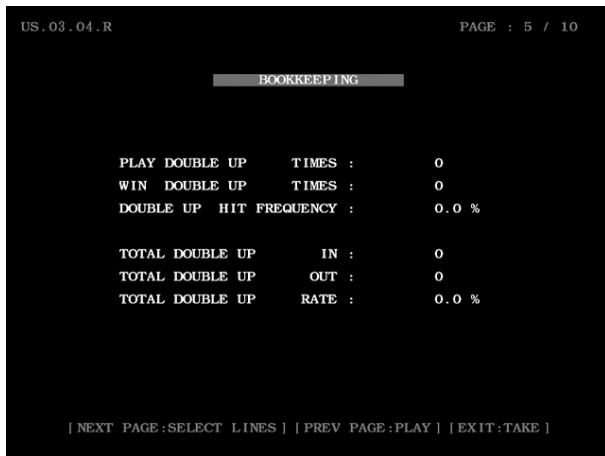 US.03.04.R PAGE : 5 / 10
BOOKKEEPING
PLAY DOUBLE UP TIMES : 0
WIN DOUBLE UP TIMES : 0
DOUBLE UP HIT FREQUENCY : 0.0 %
TOTAL DOUBLE UP IN : 0
TOTAL DOUBLE UP OUT : 0
TOTAL DOUBLE UP RATE : 0.0 %
[NEXT PAGE:SELECT LINES] [PREV PAGE:PLAY] [EXIT:TAKE]